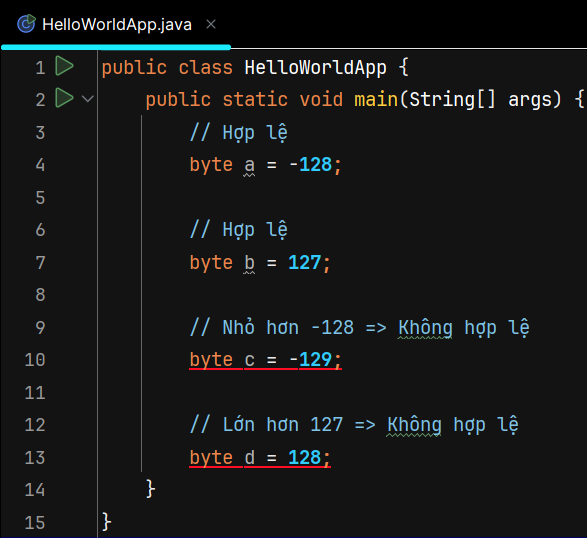 HelloWorldApp.java
1 public class HelloWorldApp {
2 public static void main(String[] args) {
3 // Hợp lệ
4 byte a = -128;
5
6 // Hợp lệ
7 byte b = 127;
8
9 // Nhỏ hơn -128 => Không hợp lệ
10 byte c = -129;
11
12 // Lớn hơn 127 => Không hợp lệ
13 byte d = 128;
14 }
15 }